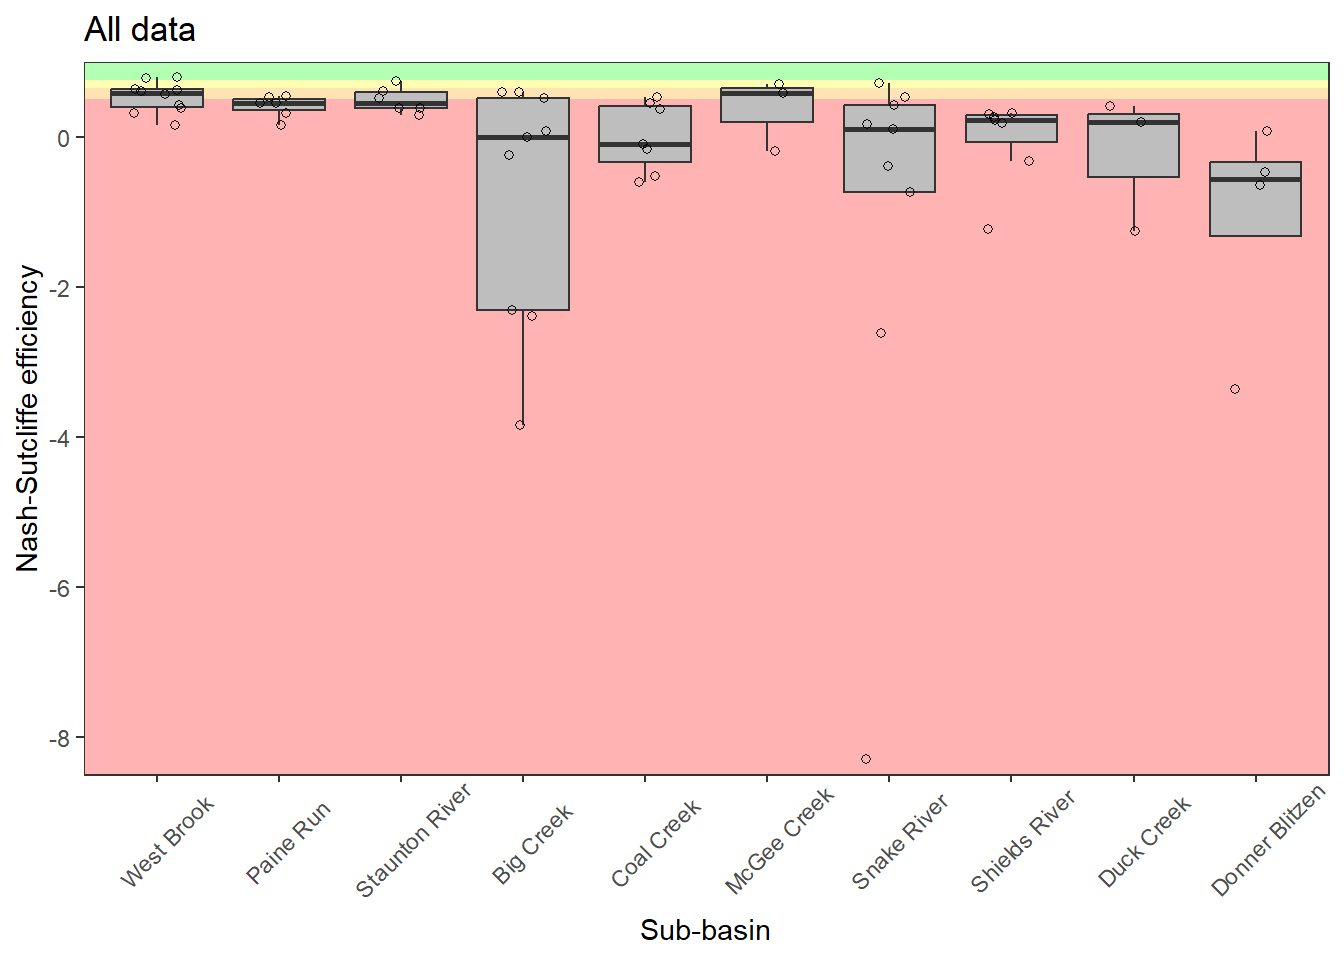 All data
Nash-Sutcliffe efficiency
0
-2
-4
-6
-8
West Brook
Paine Run
Staunton River
Big Creek
Coal Creek
McGee Creek
Snake River
Shields River
Duck Creek
Donner Blitzen
Sub-basin